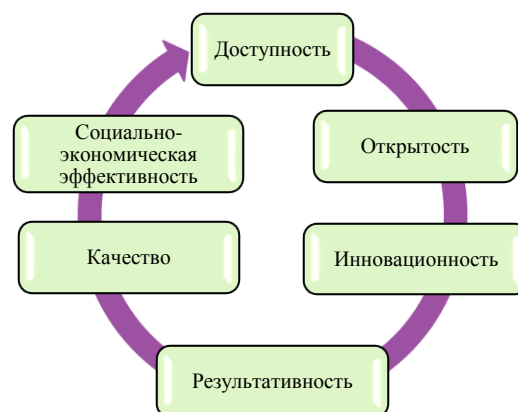 Доступность
Открытость
Инновационность
Результативность
Качество
Социально-
экономическая
эффективность